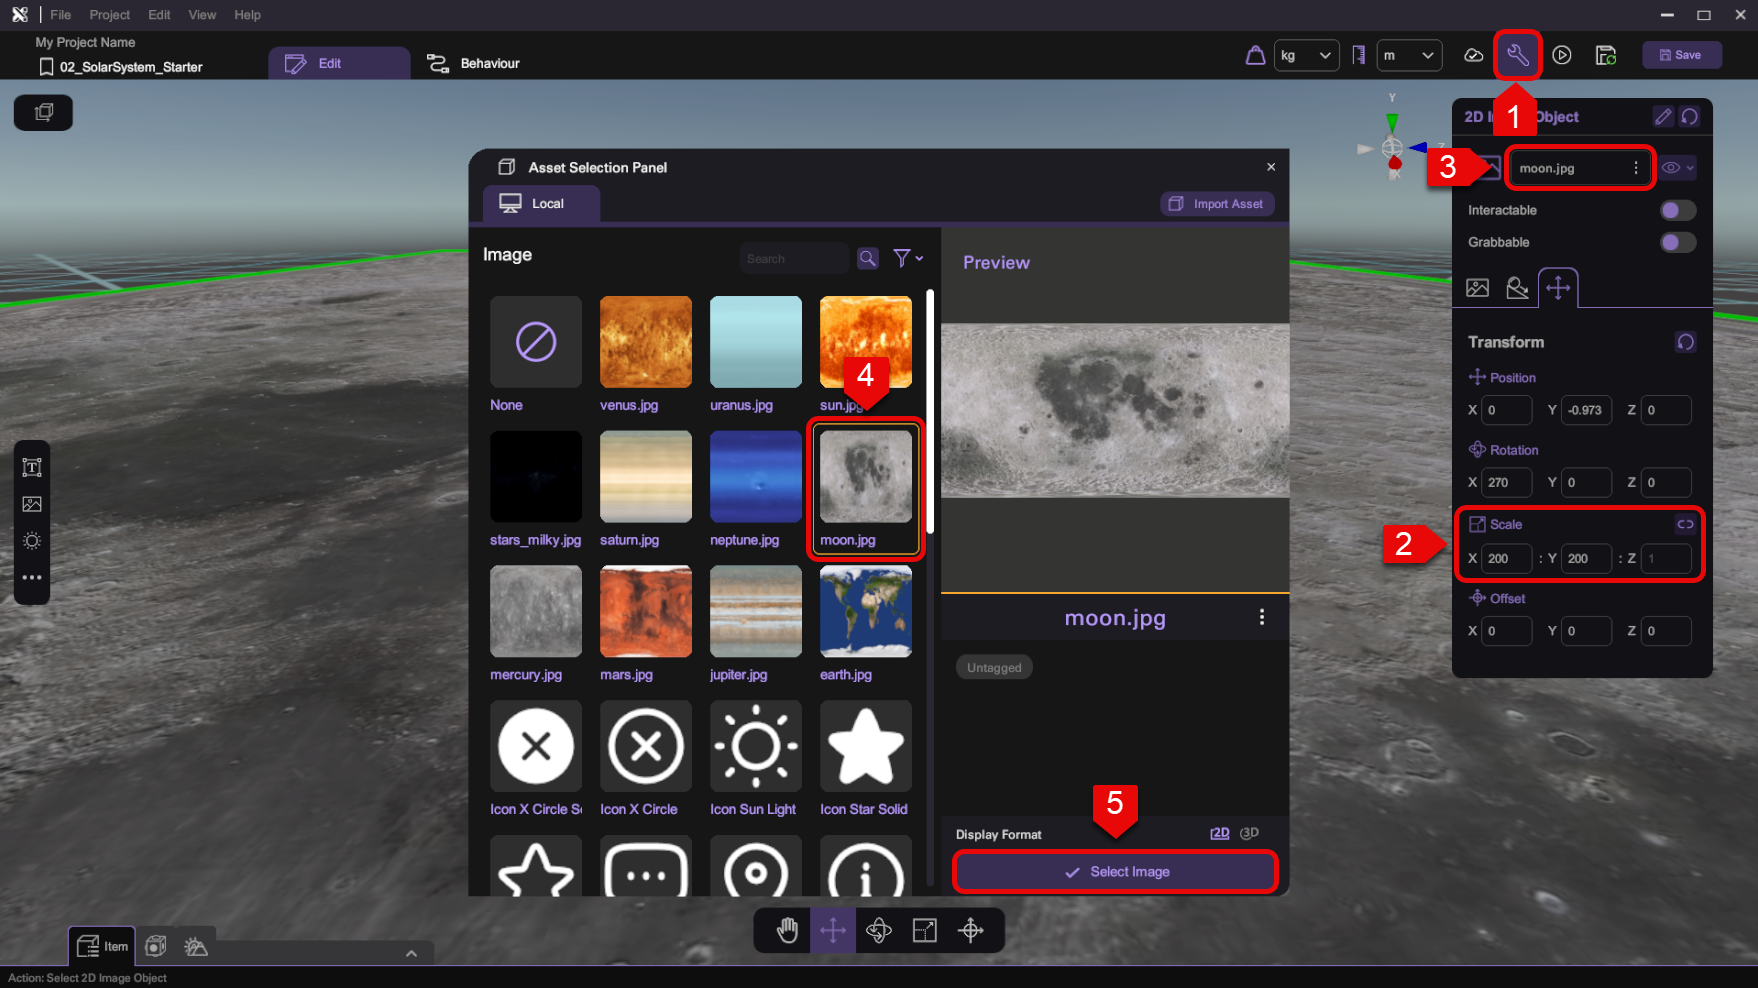 File Project Edit View Help
My Project Name
02_SolarSystem_Starter
Edit
Behaviour
kg
m
Save
1
2D I Object
3
moon.jpg
Interactable
Grabbable
Transform
Position
X 0 Y -0.973 Z 0
Rotation
X 270 Y 0 Z 0
2
Scale
X 200 : Y 200 : Z 1
Offset
X 0 Y 0 Z 0
Y
Z
X
Asset Selection Panel
Local
Import Asset
Image
Search
Preview
None
venus.jpg
uranus.jpg
sun.jpg
4
stars_milky.jpg
saturn.jpg
neptune.jpg
moon.jpg
mercury.jpg
mars.jpg
jupiter.jpg
earth.jpg
Icon X Circle S
Icon X Circle
Icon Sun Light
Icon Star Solid
moon.jpg
Untagged
5
Display Format
2D 3D
Select Image
Item
Action: Select 2D Image Object